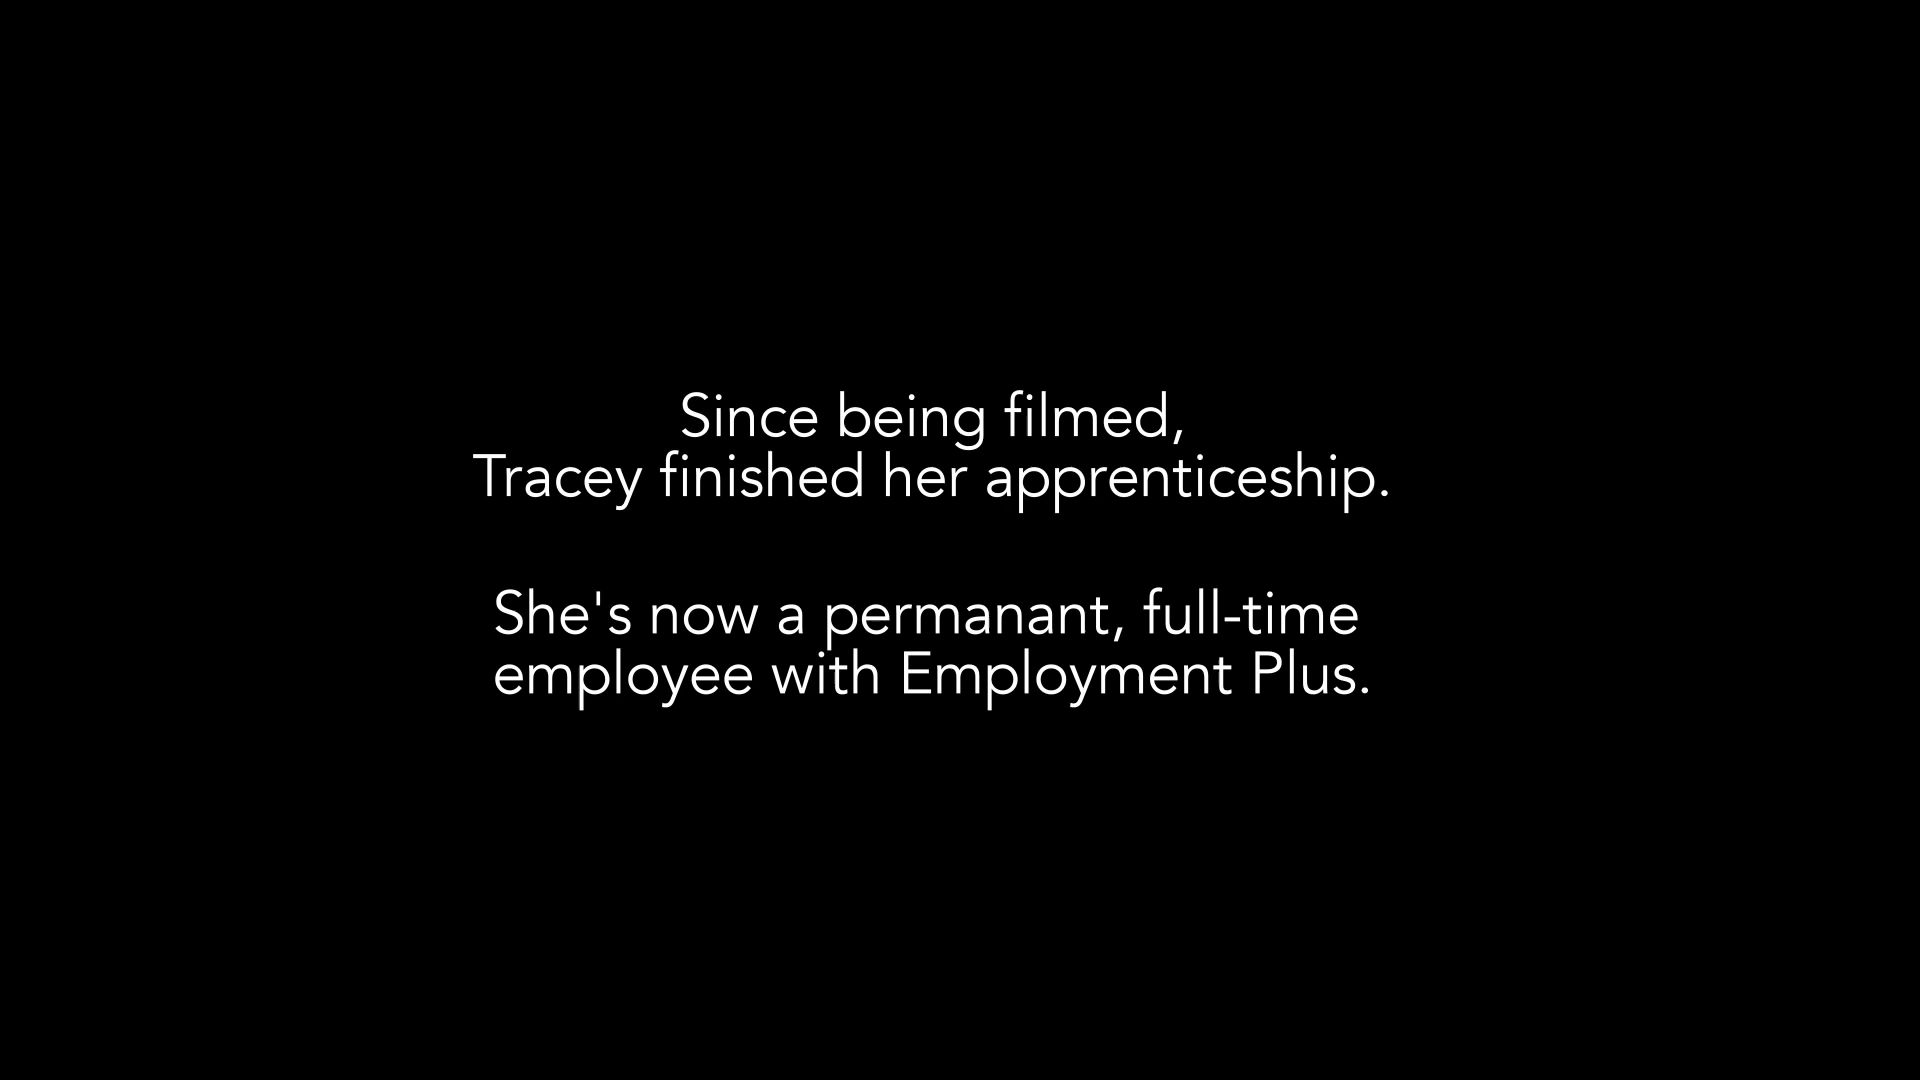 Since being filmed,
Tracey finished her apprenticeship.
She's now a permanant, full-time
employee with Employment Plus.